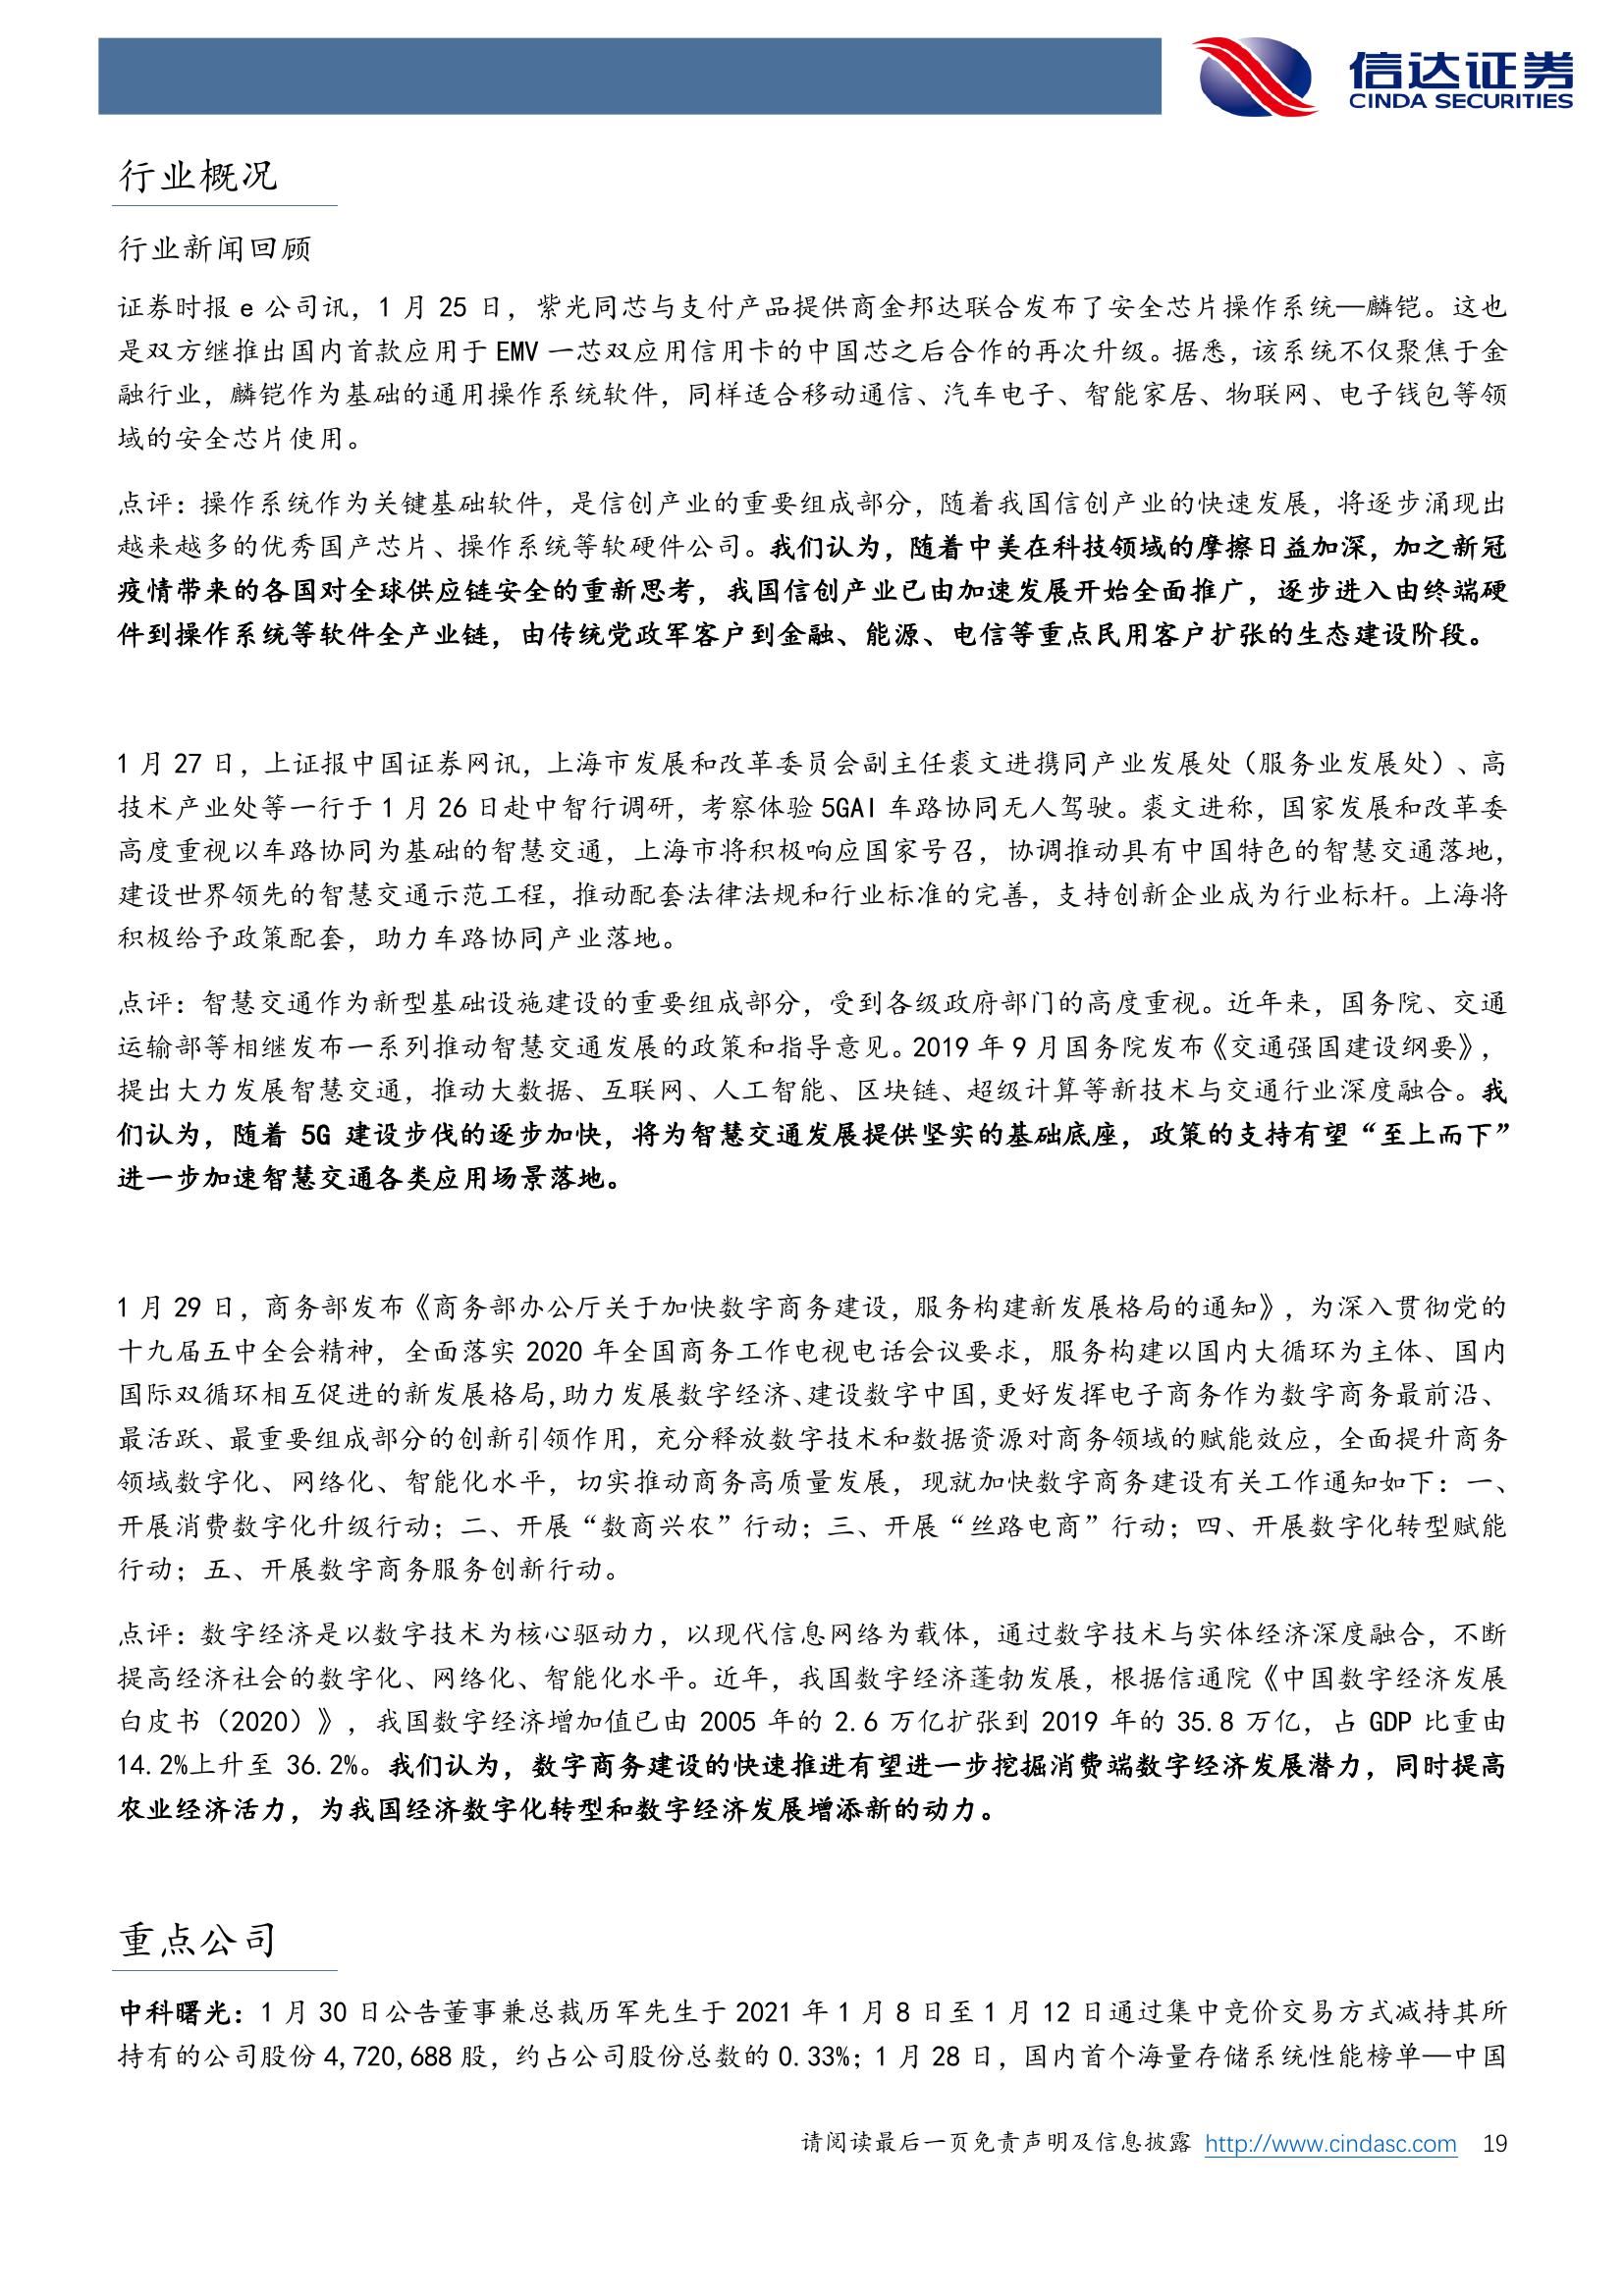 信达证券
CINDA SECURITIES
行业概况
行业新闻回顾
证券时报 e 公司讯，1 月 25 日，紫光同芯与支付产品提供商金邦达联合发布了安全芯片操作系统—麟铠。这也
是双方继推出国内首款应用于 EMV 一芯双应用信用卡的中国芯之后合作的再次升级。据悉，该系统不仅聚焦于金
融行业，麟铠作为基础的通用操作系统软件，同样适合移动通信、汽车电子、智能家居、物联网、电子钱包等领
域的安全芯片使用。
点评：操作系统作为关键基础软件，是信创产业的重要组成部分，随着我国信创产业的快速发展，将逐步涌现出
越来越多的优秀国产芯片、操作系统等软硬件公司。我们认为，随着中美在科技领域的摩擦日益加深，加之新冠
疫情带来的各国对全球供应链安全的重新思考，我国信创产业已由加速发展开始全面推广，逐步进入由终端硬
件到操作系统等软件全产业链，由传统党政军客户到金融、能源、电信等重点民用客户扩张的生态建设阶段。
1 月 27 日，上证报中国证券网讯，上海市发展和改革委员会副主任裘文进携同产业发展处（服务业发展处）、高
技术产业处等一行于 1 月 26 日赴中智行调研，考察体验 5GAI 车路协同无人驾驶。裘文进称，国家发展和改革委
高度重视以车路协同为基础的智慧交通，上海市将积极响应国家号召，协调推动具有中国特色的智慧交通落地，
建设世界领先的智慧交通示范工程，推动配套法律法规和行业标准的完善，支持创新企业成为行业标杆。上海将
积极给予政策配套，助力车路协同产业落地。
点评：智慧交通作为新型基础设施建设的重要组成部分，受到各级政府部门的高度重视。近年来，国务院、交通
运输部等相继发布一系列推动智慧交通发展的政策和指导意见。2019 年 9 月国务院发布《交通强国建设纲要》，
提出大力发展智慧交通，推动大数据、互联网、人工智能、区块链、超级计算等新技术与交通行业深度融合。我
们认为，随着 5G 建设步伐的逐步加快，将为智慧交通发展提供坚实的基础底座，政策的支持有望“至上而下”
进一步加速智慧交通各类应用场景落地。
1 月 29 日，商务部发布《商务部办公厅关于加快数字商务建设，服务构建新发展格局的通知》，为深入贯彻党的
十九届五中全会精神，全面落实 2020 年全国商务工作电视电话会议要求，服务构建以国内大循环为主体、国内
国际双循环相互促进的新发展格局,助力发展数字经济、建设数字中国,更好发挥电子商务作为数字商务最前沿、
最活跃、最重要组成部分的创新引领作用，充分释放数字技术和数据资源对商务领域的赋能效应，全面提升商务
领域数字化、网络化、智能化水平，切实推动商务高质量发展，现就加快数字商务建设有关工作通知如下：一、
开展消费数字化升级行动；二、开展“数商兴农”行动；三、开展“丝路电商”行动；四、开展数字化转型赋能
行动；五、开展数字商务服务创新行动。
点评：数字经济是以数字技术为核心驱动力，以现代信息网络为载体，通过数字技术与实体经济深度融合，不断
提高经济社会的数字化、网络化、智能化水平。近年，我国数字经济蓬勃发展，根据信通院《中国数字经济发展
白皮书（2020）》，我国数字经济增加值已由 2005 年的 2.6 万亿扩张到 2019 年的 35.8 万亿，占 GDP 比重由
14.2%上升至 36.2%。我们认为，数字商务建设的快速推进有望进一步挖掘消费端数字经济发展潜力，同时提高
农业经济活力，为我国经济数字化转型和数字经济发展增添新的动力。
重点公司
中科曙光：1 月 30 日公告董事兼总裁历军先生于 2021 年 1 月 8 日至 1 月 12 日通过集中竞价交易方式减持其所
持有的公司股份 4,720,688 股，约占公司股份总数的 0.33%；1 月 28 日，国内首个海量存储系统性能榜单—中国
请阅读最后一页免责声明及信息披露 http://www.cindasc.com 19